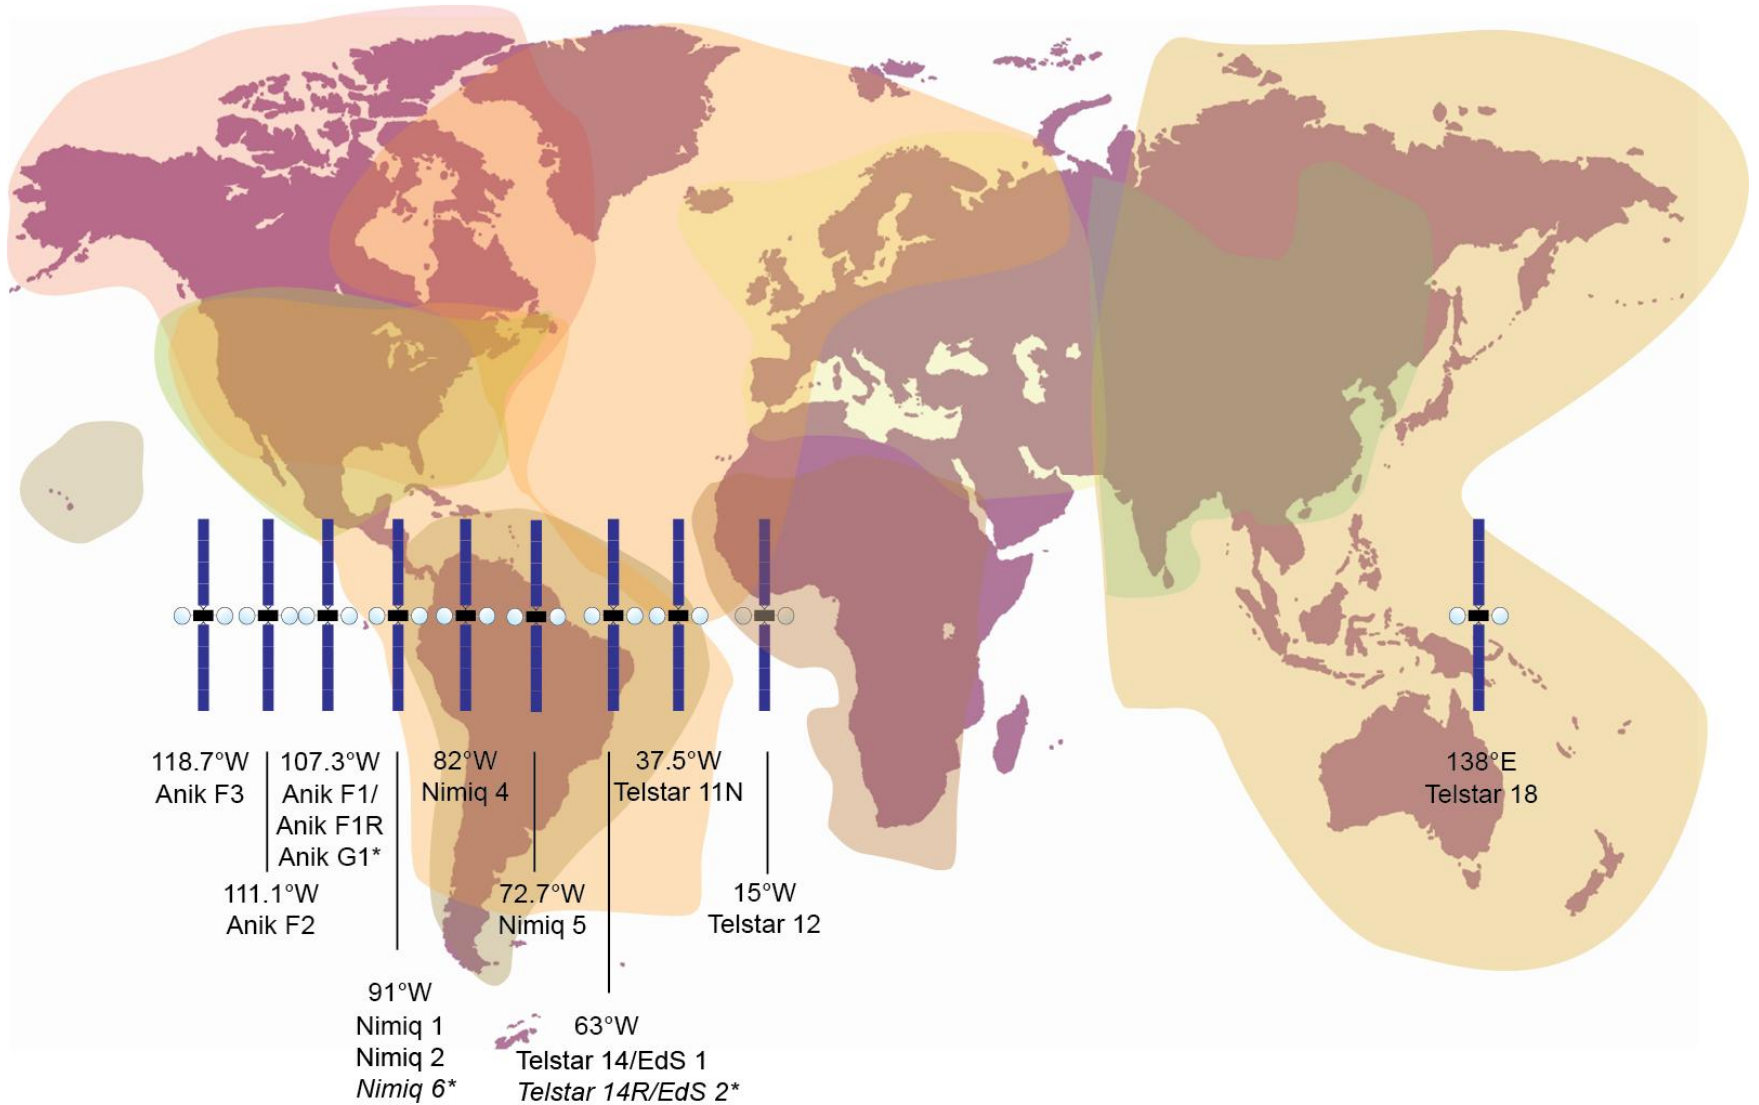 118.7°W
Anik F3
111.1°W
Anik F2
107.3°W
Anik F1/
Anik F1R
Anik G1*
91°W
Nimiq 1
Nimiq 2
Nimiq 6*
82°W
Nimiq 4
72.7°W
Nimiq 5
63°W
Telstar 14/EdS 1
Telstar 14R/EdS 2*
37.5°W
Telstar 11N
15°W
Telstar 12
138°E
Telstar 18